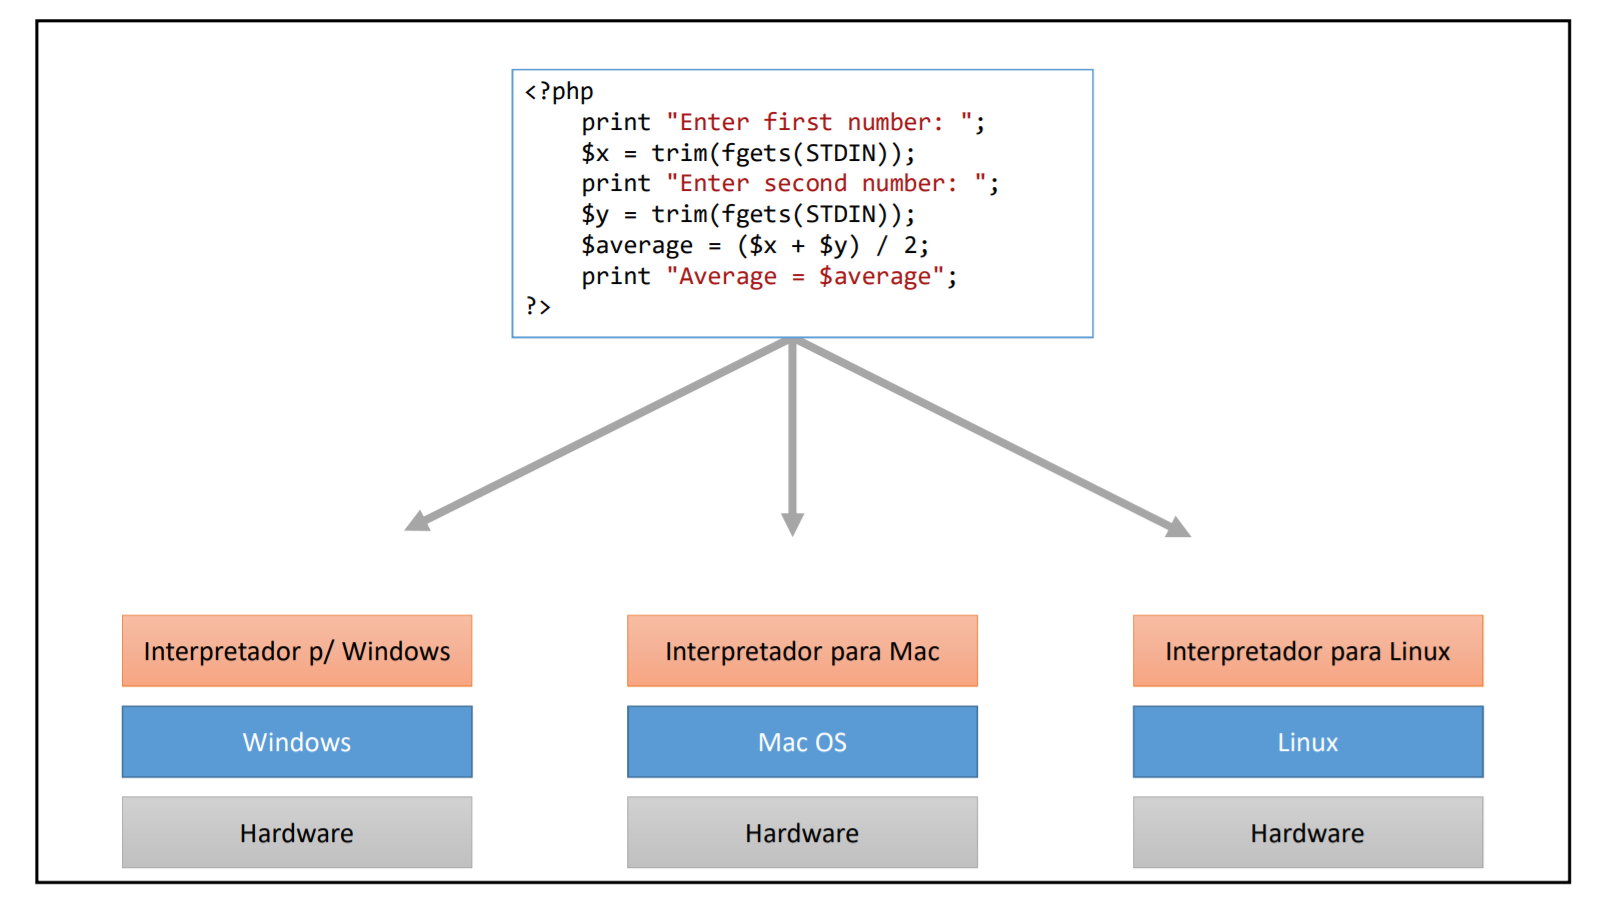 <?php
    print "Enter first number: ";
    $x = trim(fgets(STDIN));
    print "Enter second number: ";
    $y = trim(fgets(STDIN));
    $average = ($x + $y) / 2;
    print "Average = $average";
?>
Interpretador p/ Windows
Interpretador para Mac
Interpretador para Linux
Windows
Mac OS
Linux
Hardware
Hardware
Hardware